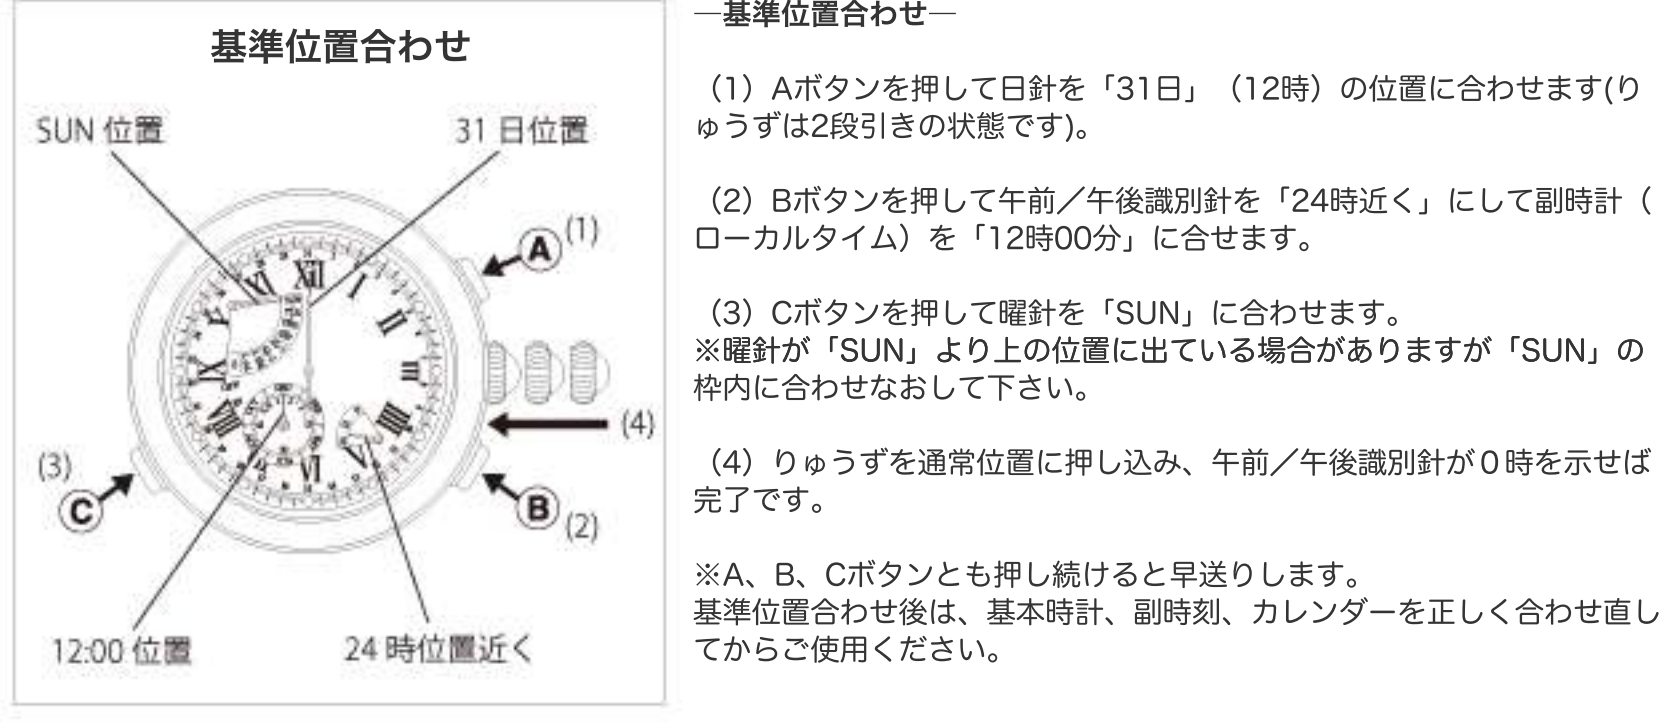 基準位置合わせ
SUN 位置
31 日位置
(1)
A
XII
I
II
III
IIII
V
VI
VIII
IX
(4)
(3)
C
B
(2)
12:00 位置
24 時位置近く
―基準位置合わせ―
（1）Aボタンを押して日針を「31日」（12時）の位置に合わせます(り
ゅうずは2段引きの状態です)。
（2）Bボタンを押して午前／午後識別針を「24時近く」にして副時計（
ローカルタイム）を「12時00分」に合せます。
（3）Cボタンを押して曜針を「SUN」に合わせます。
※曜針が「SUN」より上の位置に出ている場合がありますが「SUN」の
枠内に合わせなおして下さい。
（4）りゅうずを通常位置に押し込み、午前／午後識別針が０時を示せば
完了です。
※A、B、Cボタンとも押し続けると早送りします。
基準位置合わせ後は、基本時計、副時刻、カレンダーを正しく合わせ直し
てからご使用ください。